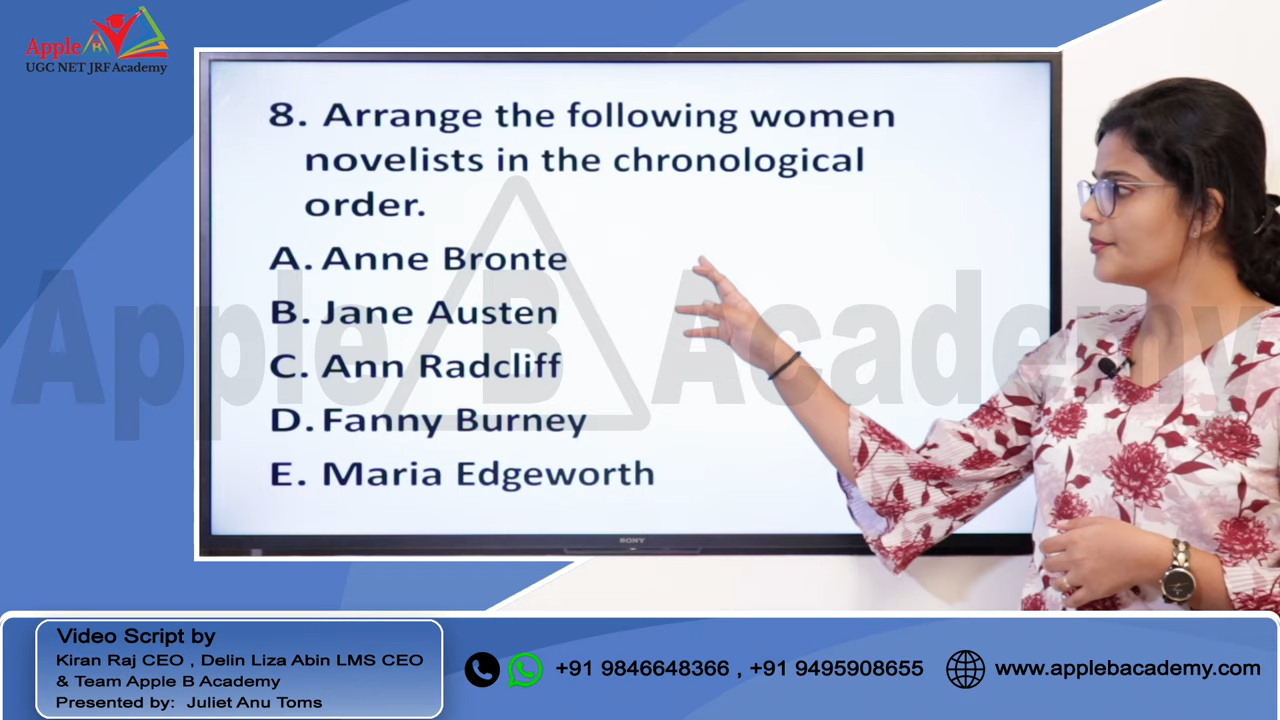 Apple B
UGC NET JRF Academy
8. Arrange the following women
novelists in the chronological
order.
A. Anne Bronte
B. Jane Austen
C. Ann Radcliff
D. Fanny Burney
E. Maria Edgeworth
Apple B Academy
SONY
Video Script by
Kiran Raj CEO , Delin Liza Abin LMS CEO
& Team Apple B Academy
Presented by: Juliet Anu Toms
+91 9846648366 , +91 9495908655
www.applebacademy.com